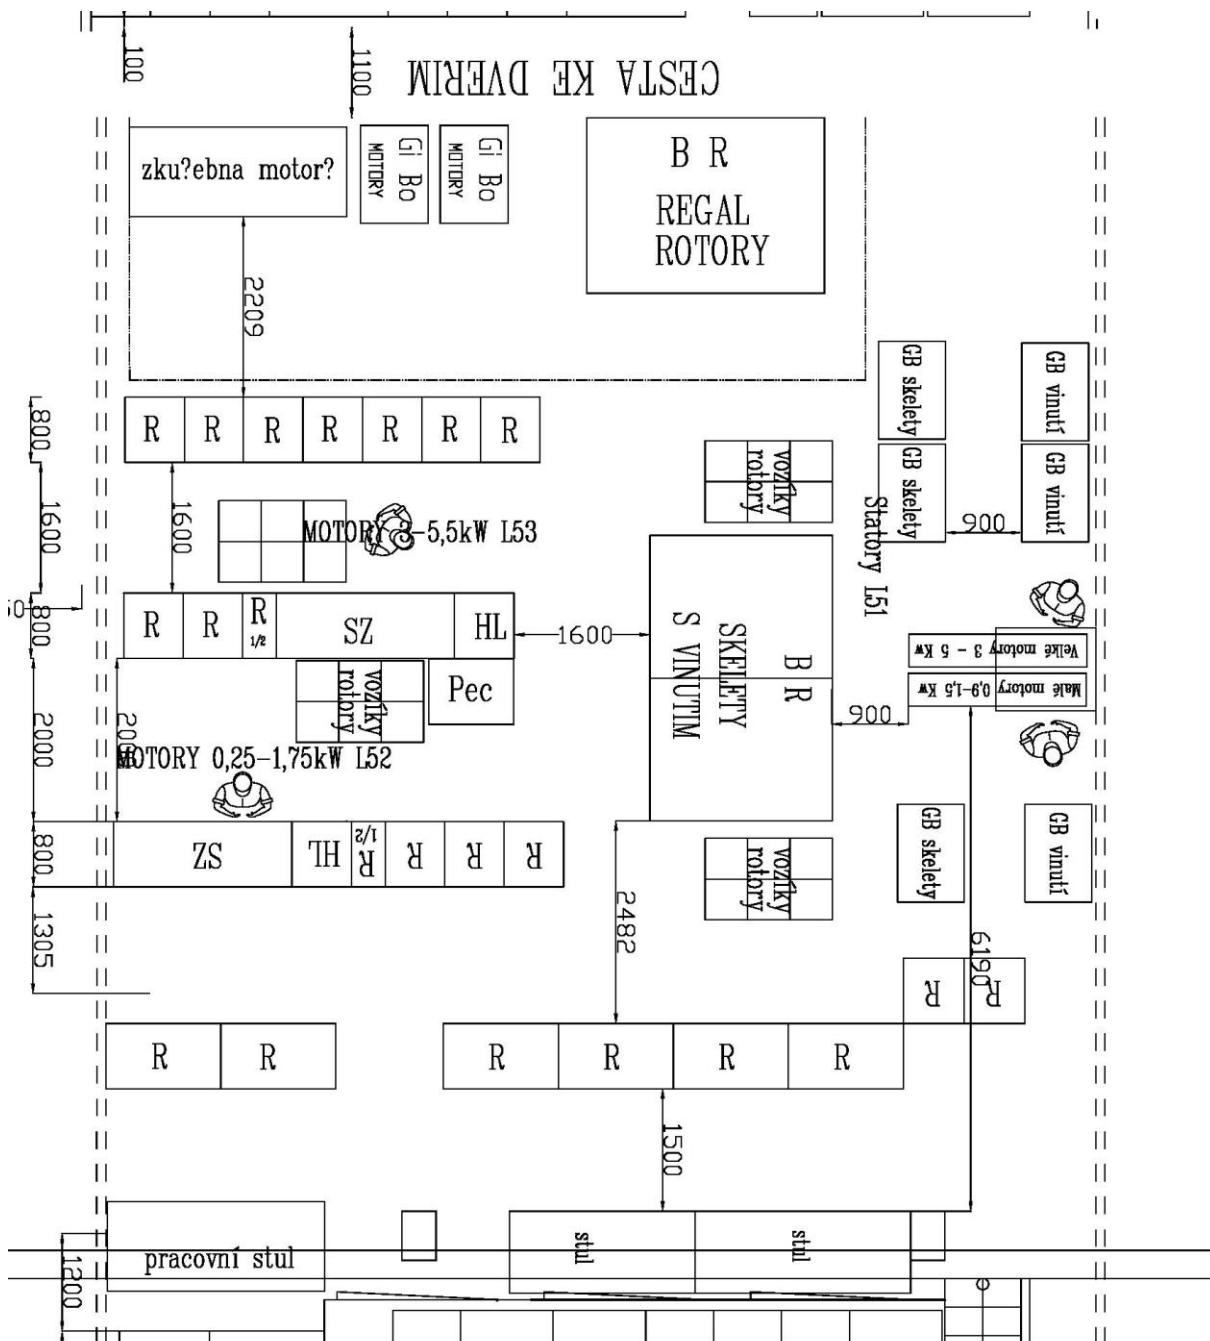 100
1100
CESTA KE DVERIM
zku?ebna motor?
Gi Bo
MOTORY
Gi Bo
MOTORY
B R
REGAL
ROTORY
2209
GB skelety
GB vinutí
800
R R R R R R R
vozíky
rotory
GB skelety
GB vinutí
1600
1600
MOTORY 3-5,5kW L53
Statory L51
900
800
R R R 1/2 SZ HL
1600
B R
SKELETY
S VINUTIM
Velké motory 3 - 5 Kw
Malé motory 0,9-1,5 Kw
vozíky
rotory
Pec
900
2000
2000
MOTORY 0,25-1,75kW L52
800
SZ HL R 1/2 R R R
vozíky
rotory
GB skelety
GB vinutí
1305
2482
6190
R R
R R R R R R
1500
1200
pracovní stul
stul
stul